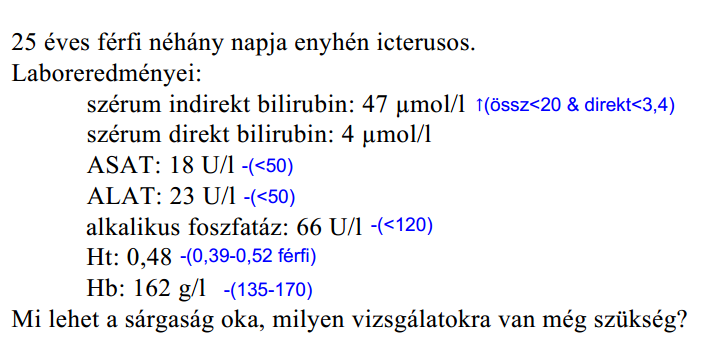 25 éves férfi néhány napja enyhén icterusos.
Laboreredményei:
szérum indirekt bilirubin: 47 µmol/l ↑(össz<20 & direkt<3,4)
szérum direkt bilirubin: 4 µmol/l
ASAT: 18 U/l -(<50)
ALAT: 23 U/l -(<50)
alkalikus foszfatáz: 66 U/l -(<120)
Ht: 0,48 -(0,39-0,52 férfi)
Hb: 162 g/l -(135-170)
Mi lehet a sárgaság oka, milyen vizsgálatokra van még szükség?